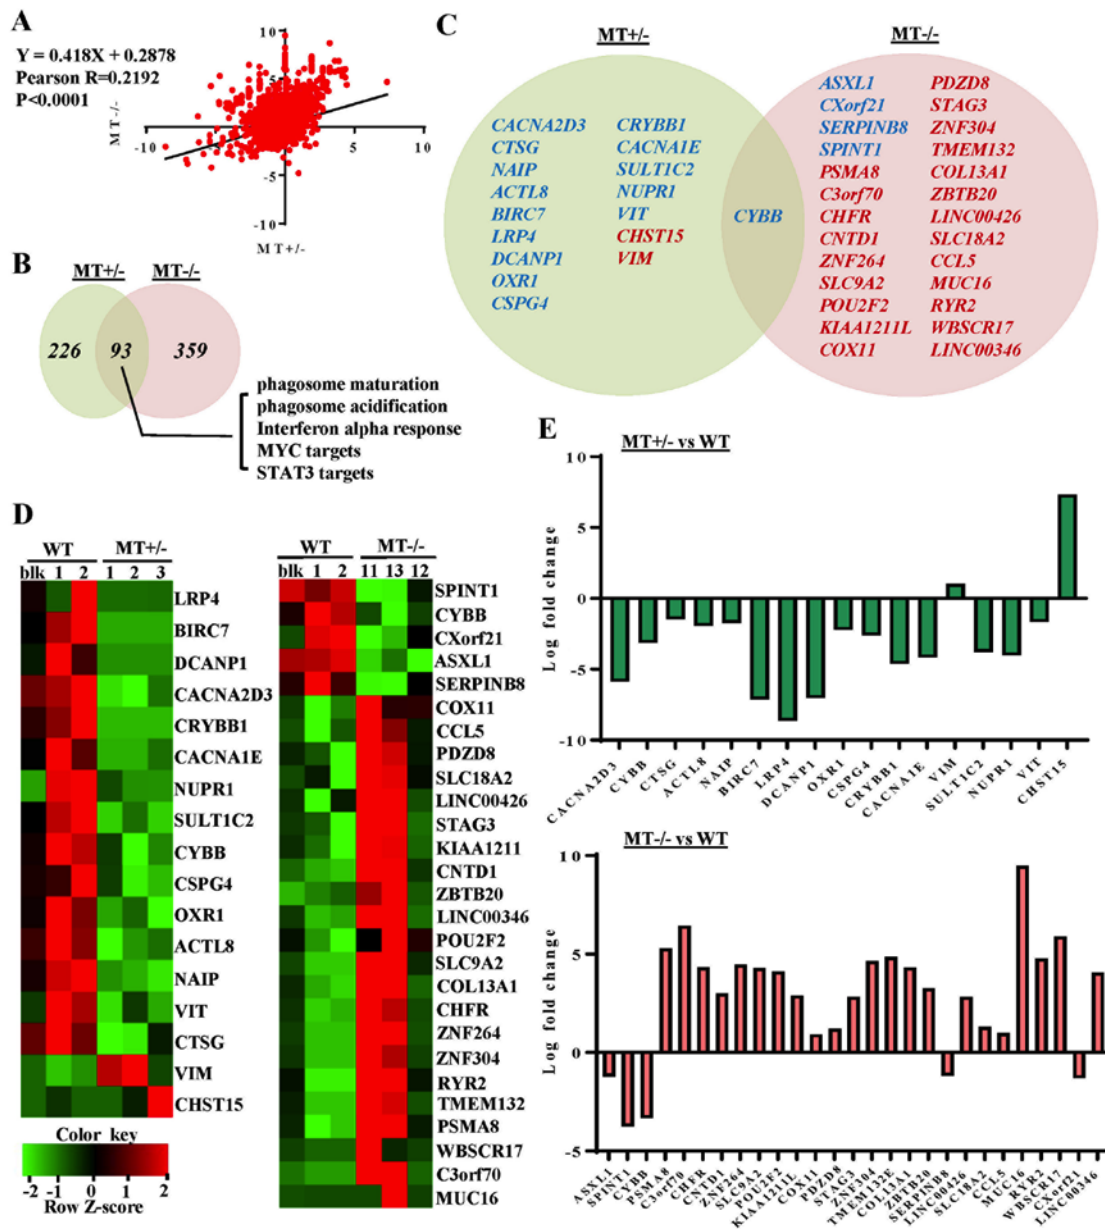 A
Y = 0.418X + 0.2878
Pearson R=0.2192
P<0.0001
MT-/-
10
5
-10
-5
5
10
-5
-10
MT+/-
B
MT+/- MT-/-
226 93 359
phagosome maturation
phagosome acidification
Interferon alpha response
MYC targets
STAT3 targets
C
MT+/- MT-/-
CACNA2D3 CRYBB1
CTSG CACNA1E
NAIP SULT1C2
ACTL8 NUPR1
BIRC7 VIT
LRP4 CHST15
DCANP1 VIM
OXR1
CSPG4
CYBB
ASXL1 PDZD8
CXorf21 STAG3
SERPINB8 ZNF304
SPINT1 TMEM132
PSMA8 COL13A1
C3orf70 ZBTB20
CHFR LINC00426
CNTD1 SLC18A2
ZNF264 CCL5
SLC9A2 MUC16
POU2F2 RYR2
KIAA1211L WBSCR17
COX11 LINC00346
D
WT MT+/-
blk 1 2 1 2 3
LRP4
BIRC7
DCANP1
CACNA2D3
CRYBB1
CACNA1E
NUPR1
SULT1C2
CYBB
CSPG4
OXR1
ACTL8
NAIP
VIT
CTSG
VIM
CHST15
Color key
-2 -1 0 1 2
Row Z-score
WT MT-/-
blk 1 2 11 13 12
SPINT1
CYBB
CXorf21
ASXL1
SERPINB8
COX11
CCL5
PDZD8
SLC18A2
LINC00426
STAG3
KIAA1211
CNTD1
ZBTB20
LINC00346
POU2F2
SLC9A2
COL13A1
CHFR
ZNF264
ZNF304
RYR2
TMEM132
PSMA8
WBSCR17
C3orf70
MUC16
E
MT+/- vs WT
Log fold change
10
5
0
-5
-10
CACNA2D3
CYBB
CTSG
ACTL8
NAIP
BIRC7
LRP4
DCANP1
OXR1
CSPG4
CRYBB1
CACNA1E
VIM
SULT1C2
NUPR1
VIT
CHST15
MT-/- vs WT
Log fold change
10
5
0
-5
ASXL1
SPINT1
CYBB
PSMA8
C3orf70
CHFR
CNTD1
ZNF264
SLC9A2
POU2F2
KIAA1211L
COX11
PDZD8
STAG3
ZNF304
TMEM132E
COL13A1
ZBTB20
SERPINB8
LINC00426
SLC18A2
CCL5
MUC16
RYR2
WBSCR17
CXorf21
LINC00346